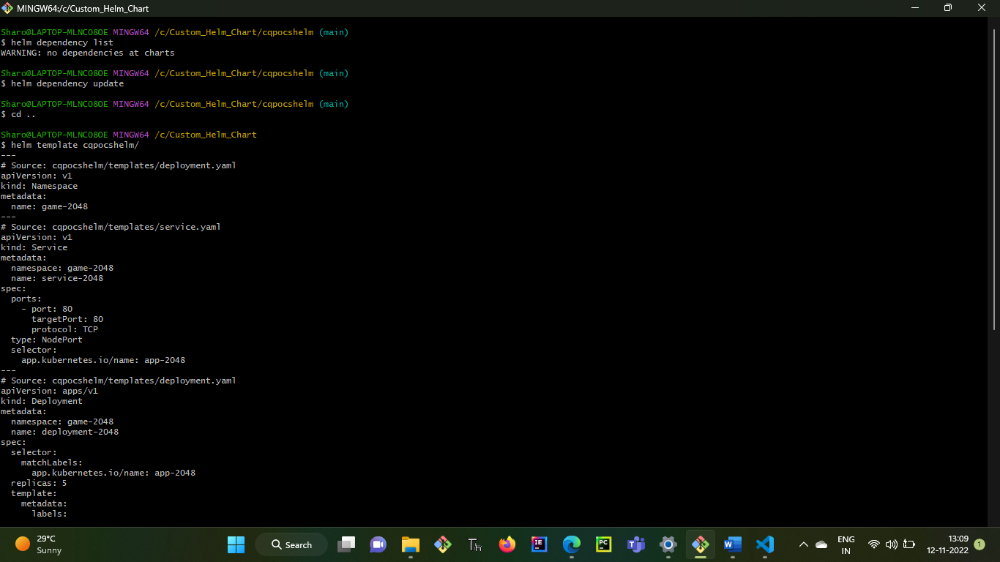 MINGW64:/c/Custom_Helm_Chart
Sharo@LAPTOP-MLNCO8OE MINGW64 /c/Custom_Helm_Chart/cqpocshelm (main)
$ helm dependency list
WARNING: no dependencies at charts
Sharo@LAPTOP-MLNCO8OE MINGW64 /c/Custom_Helm_Chart/cqpocshelm (main)
$ helm dependency update
Sharo@LAPTOP-MLNCO8OE MINGW64 /c/Custom_Helm_Chart/cqpocshelm (main)
$ cd ..
Sharo@LAPTOP-MLNCO8OE MINGW64 /c/Custom_Helm_Chart
$ helm template cqpocshelm/
---
# Source: cqpocshelm/templates/deployment.yaml
apiVersion: v1
kind: Namespace
metadata:
  name: game-2048
---
# Source: cqpocshelm/templates/service.yaml
apiVersion: v1
kind: Service
metadata:
  namespace: game-2048
  name: service-2048
spec:
  ports:
    - port: 80
      targetPort: 80
      protocol: TCP
  type: NodePort
  selector:
    app.kubernetes.io/name: app-2048
---
# Source: cqpocshelm/templates/deployment.yaml
apiVersion: apps/v1
kind: Deployment
metadata:
  namespace: game-2048
  name: deployment-2048
spec:
  selector:
    matchLabels:
      app.kubernetes.io/name: app-2048
  replicas: 5
  template:
    metadata:
      labels:
29°C
Sunny
Search
ENG
IN
13:09
12-11-2022
1